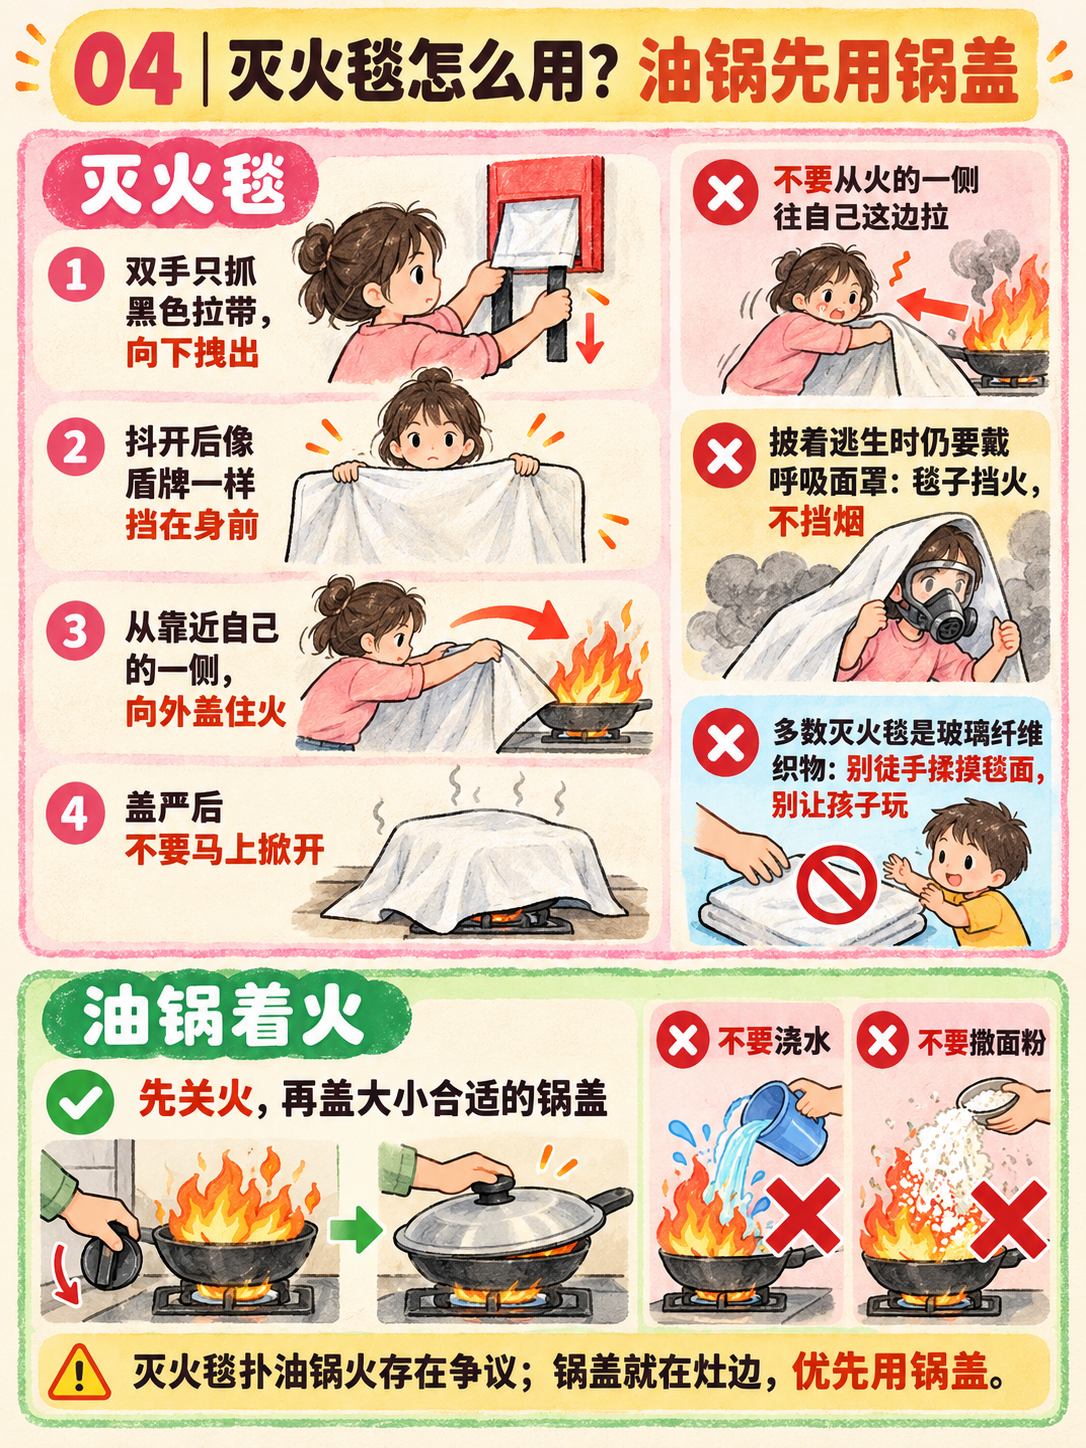 04 | 灭火毯怎么用?油锅先用锅盖
灭火毯
1
双手只抓
黑色拉带，
向下拽出
2
抖开后像
盾牌一样
挡在身前
3
从靠近自己
的一侧，
向外盖住火
4
盖严后
不要马上掀开
不要从火的一侧
往自己这边拉
披着逃生时仍要戴
呼吸面罩：毯子挡火，
不挡烟
多数灭火毯是玻璃纤维
织物：别徒手揉摸毯面，
别让孩子玩
油锅着火
先关火，再盖大小合适的锅盖
不要浇水
不要撒面粉
灭火毯扑油锅火存在争议；锅盖就在灶边，优先用锅盖。